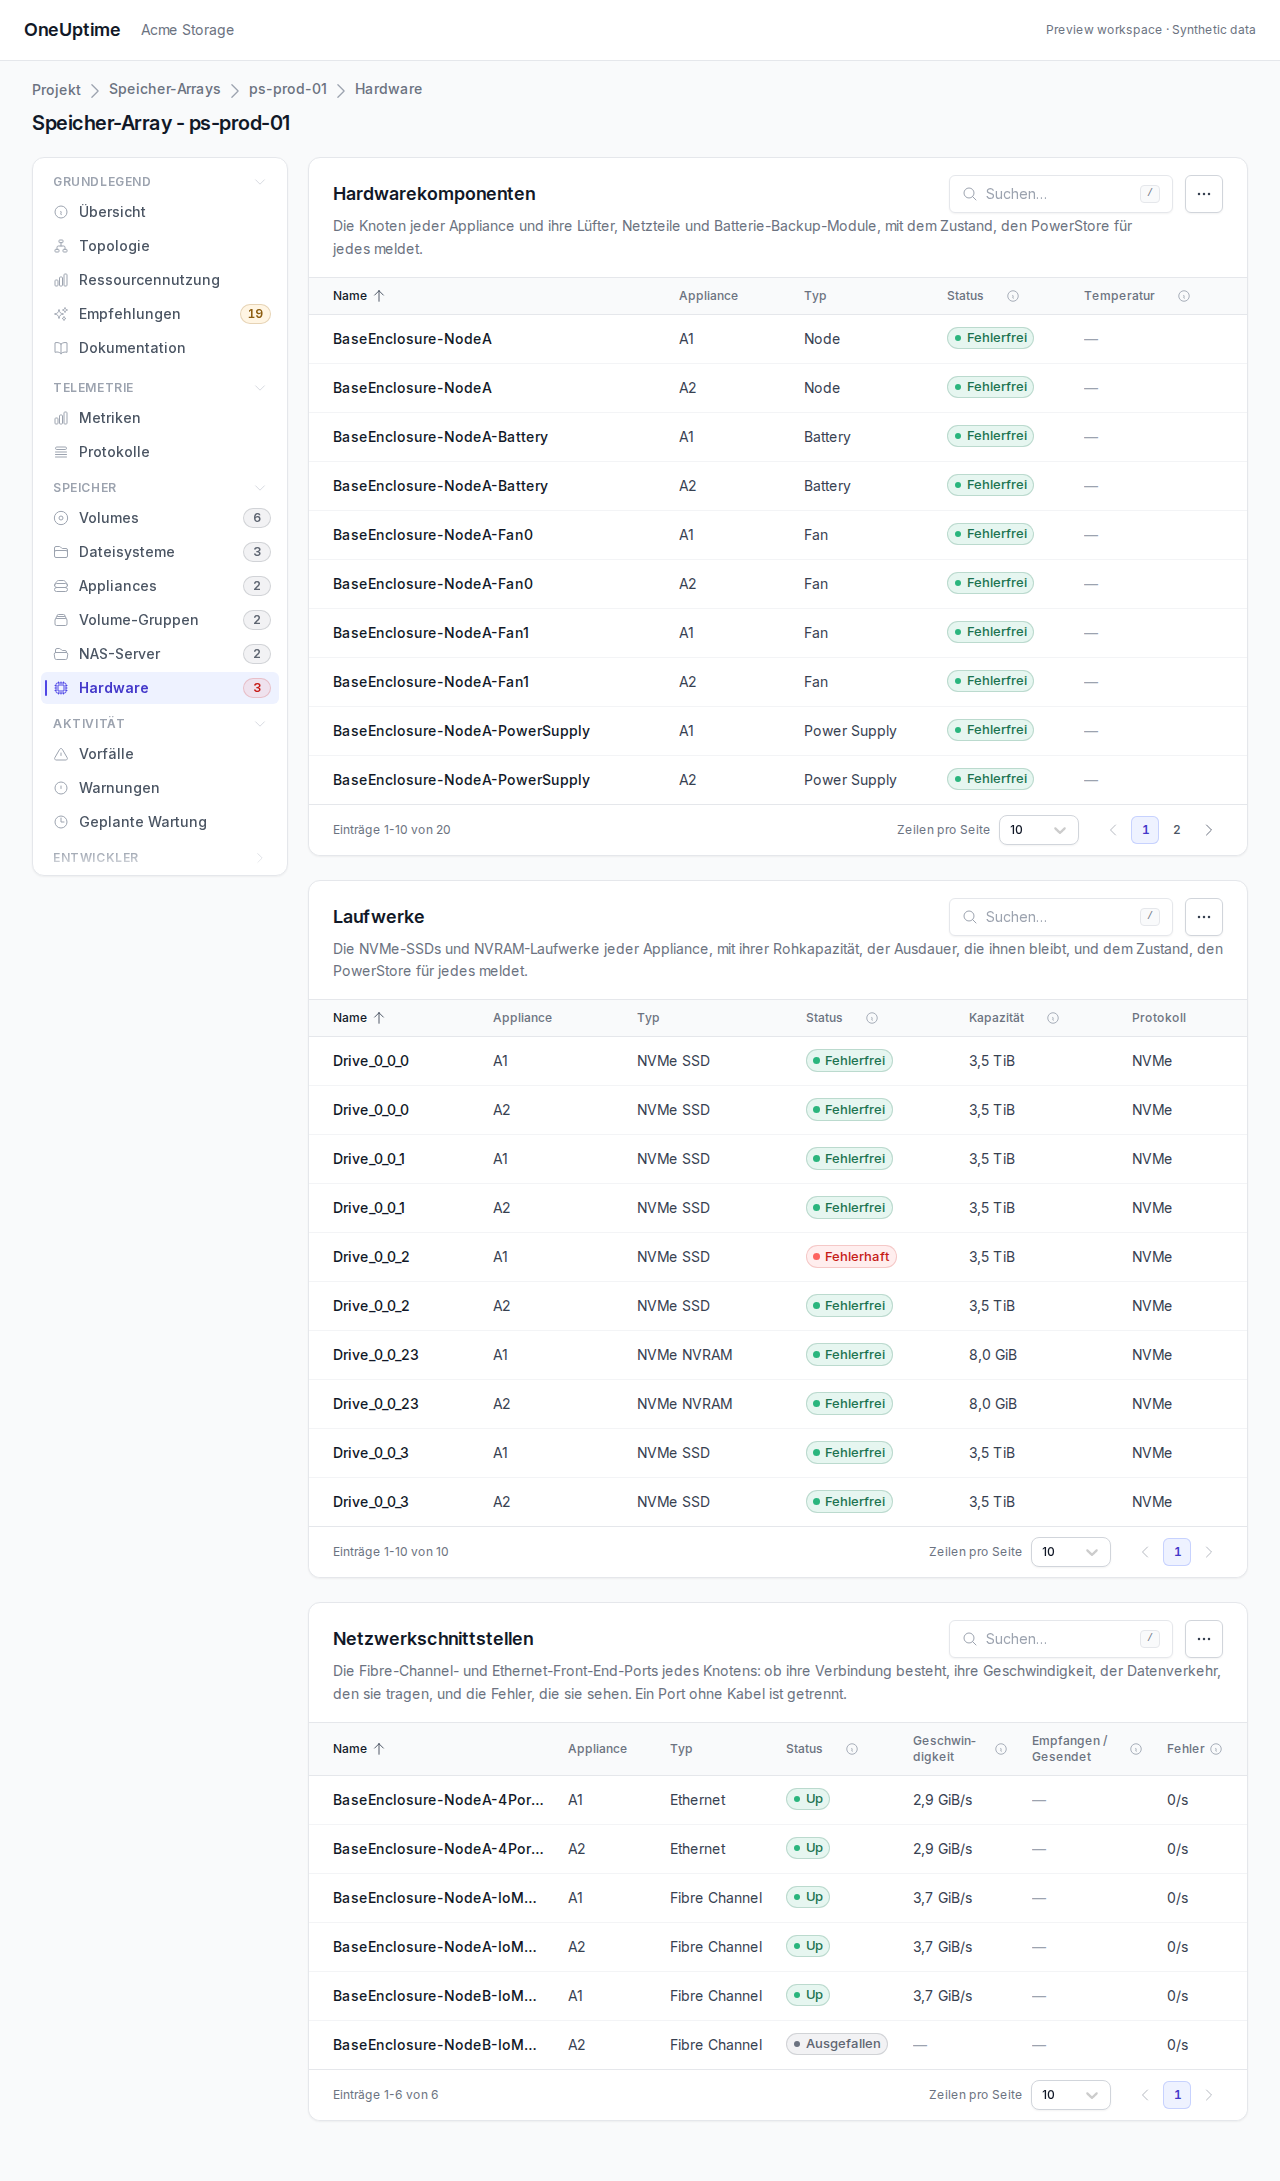 OneUptime Acme Storage Preview workspace · Synthetic data
Projekt Speicher-Arrays ps-prod-01 Hardware
Speicher-Array - ps-prod-01
GRUNDLEGEND
Übersicht
Topologie
Ressourcennutzung
Empfehlungen 19
Dokumentation
TELEMETRIE
Metriken
Protokolle
SPEICHER
Volumes 6
Dateisysteme 3
Appliances 2
Volume-Gruppen 2
NAS-Server 2
Hardware 3
AKTIVITÄT
Vorfälle
Warnungen
Geplante Wartung
ENTWICKLER
Hardwarekomponenten Suchen... /
Die Knoten jeder Appliance und ihre Lüfter, Netzteile und Batterie-Backup-Module, mit dem Zustand, den PowerStore für
jedes meldet.
Name Appliance Typ Status Temperatur
BaseEnclosure-NodeA A1 Node Fehlerfrei —
BaseEnclosure-NodeA A2 Node Fehlerfrei —
BaseEnclosure-NodeA-Battery A1 Battery Fehlerfrei —
BaseEnclosure-NodeA-Battery A2 Battery Fehlerfrei —
BaseEnclosure-NodeA-Fan0 A1 Fan Fehlerfrei —
BaseEnclosure-NodeA-Fan0 A2 Fan Fehlerfrei —
BaseEnclosure-NodeA-Fan1 A1 Fan Fehlerfrei —
BaseEnclosure-NodeA-Fan1 A2 Fan Fehlerfrei —
BaseEnclosure-NodeA-PowerSupply A1 Power Supply Fehlerfrei —
BaseEnclosure-NodeA-PowerSupply A2 Power Supply Fehlerfrei —
Einträge 1-10 von 20 Zeilen pro Seite 10 1 2
Laufwerke Suchen... /
Die NVMe-SSDs und NVRAM-Laufwerke jeder Appliance, mit ihrer Rohkapazität, der Ausdauer, die ihnen bleibt, und dem Zustand, den
PowerStore für jedes meldet.
Name Appliance Typ Status Kapazität Protokoll
Drive_0_0_0 A1 NVMe SSD Fehlerfrei 3,5 TiB NVMe
Drive_0_0_0 A2 NVMe SSD Fehlerfrei 3,5 TiB NVMe
Drive_0_0_1 A1 NVMe SSD Fehlerfrei 3,5 TiB NVMe
Drive_0_0_1 A2 NVMe SSD Fehlerfrei 3,5 TiB NVMe
Drive_0_0_2 A1 NVMe SSD Fehlerhaft 3,5 TiB NVMe
Drive_0_0_2 A2 NVMe SSD Fehlerfrei 3,5 TiB NVMe
Drive_0_0_23 A1 NVMe NVRAM Fehlerfrei 8,0 GiB NVMe
Drive_0_0_23 A2 NVMe NVRAM Fehlerfrei 8,0 GiB NVMe
Drive_0_0_3 A1 NVMe SSD Fehlerfrei 3,5 TiB NVMe
Drive_0_0_3 A2 NVMe SSD Fehlerfrei 3,5 TiB NVMe
Einträge 1-10 von 10 Zeilen pro Seite 10 1
Netzwerkschnittstellen Suchen... /
Die Fibre-Channel- und Ethernet-Front-End-Ports jedes Knotens: ob ihre Verbindung besteht, ihre Geschwindigkeit, der Datenverkehr,
den sie tragen, und die Fehler, die sie sehen. Ein Port ohne Kabel ist getrennt.
Name Appliance Typ Status Geschwin- Empfangen / Fehler
digkeit Gesendet
BaseEnclosure-NodeA-4Por... A1 Ethernet Up 2,9 GiB/s — 0/s
BaseEnclosure-NodeA-4Por... A2 Ethernet Up 2,9 GiB/s — 0/s
BaseEnclosure-NodeA-IoM... A1 Fibre Channel Up 3,7 GiB/s — 0/s
BaseEnclosure-NodeA-IoM... A2 Fibre Channel Up 3,7 GiB/s — 0/s
BaseEnclosure-NodeB-IoM... A1 Fibre Channel Up 3,7 GiB/s — 0/s
BaseEnclosure-NodeB-IoM... A2 Fibre Channel Ausgefallen — — 0/s
Einträge 1-6 von 6 Zeilen pro Seite 10 1